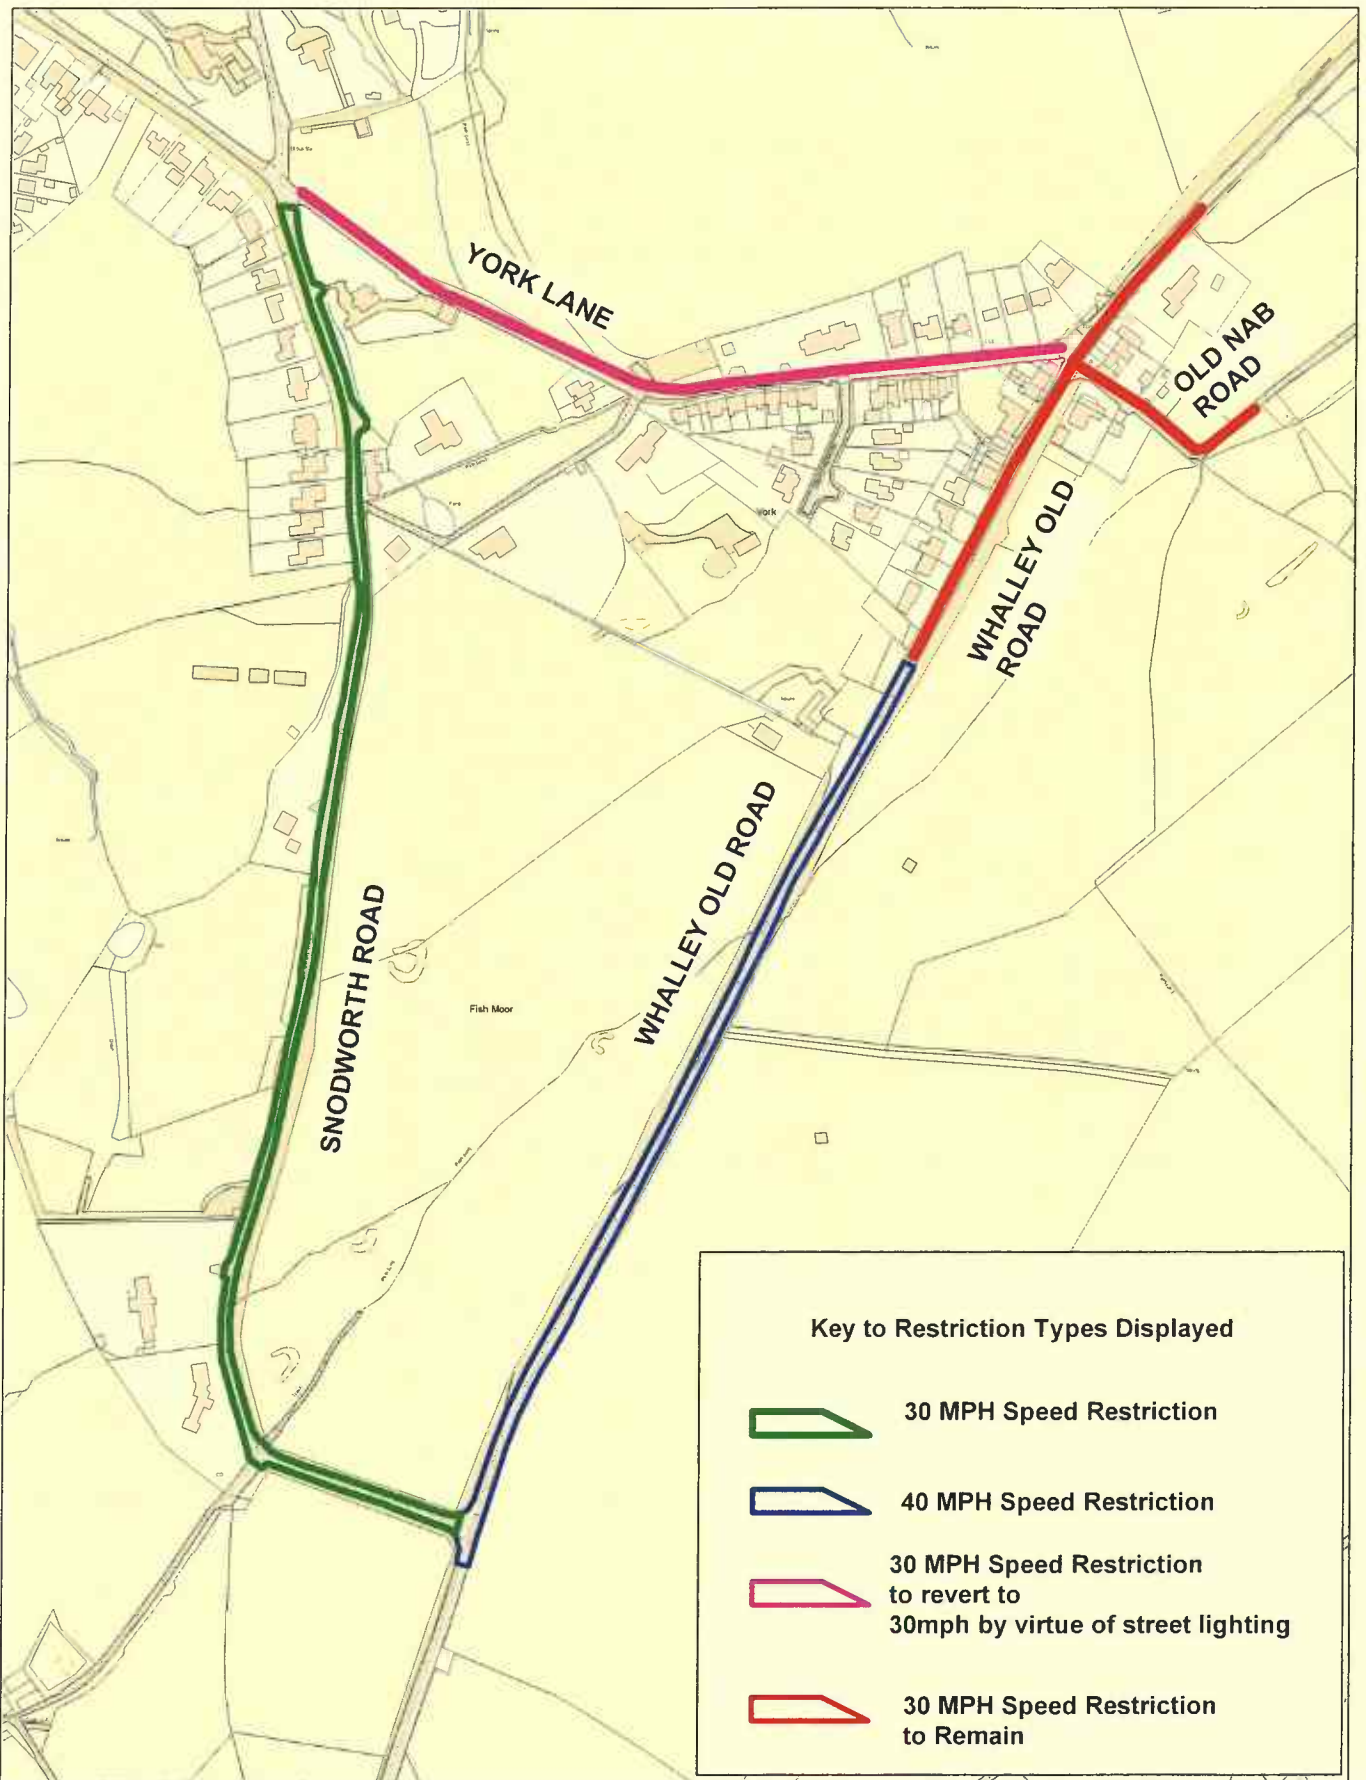 YORK LANE
OLD NAB
ROAD
WHALLEY OLD
ROAD
York
WHALLEY OLD ROAD
SNODWORTH ROAD
Fish Moor
Key to Restriction Types Displayed
30 MPH Speed Restriction
40 MPH Speed Restriction
30 MPH Speed Restriction
to revert to
30mph by virtue of street lighting
30 MPH Speed Restriction
to Remain